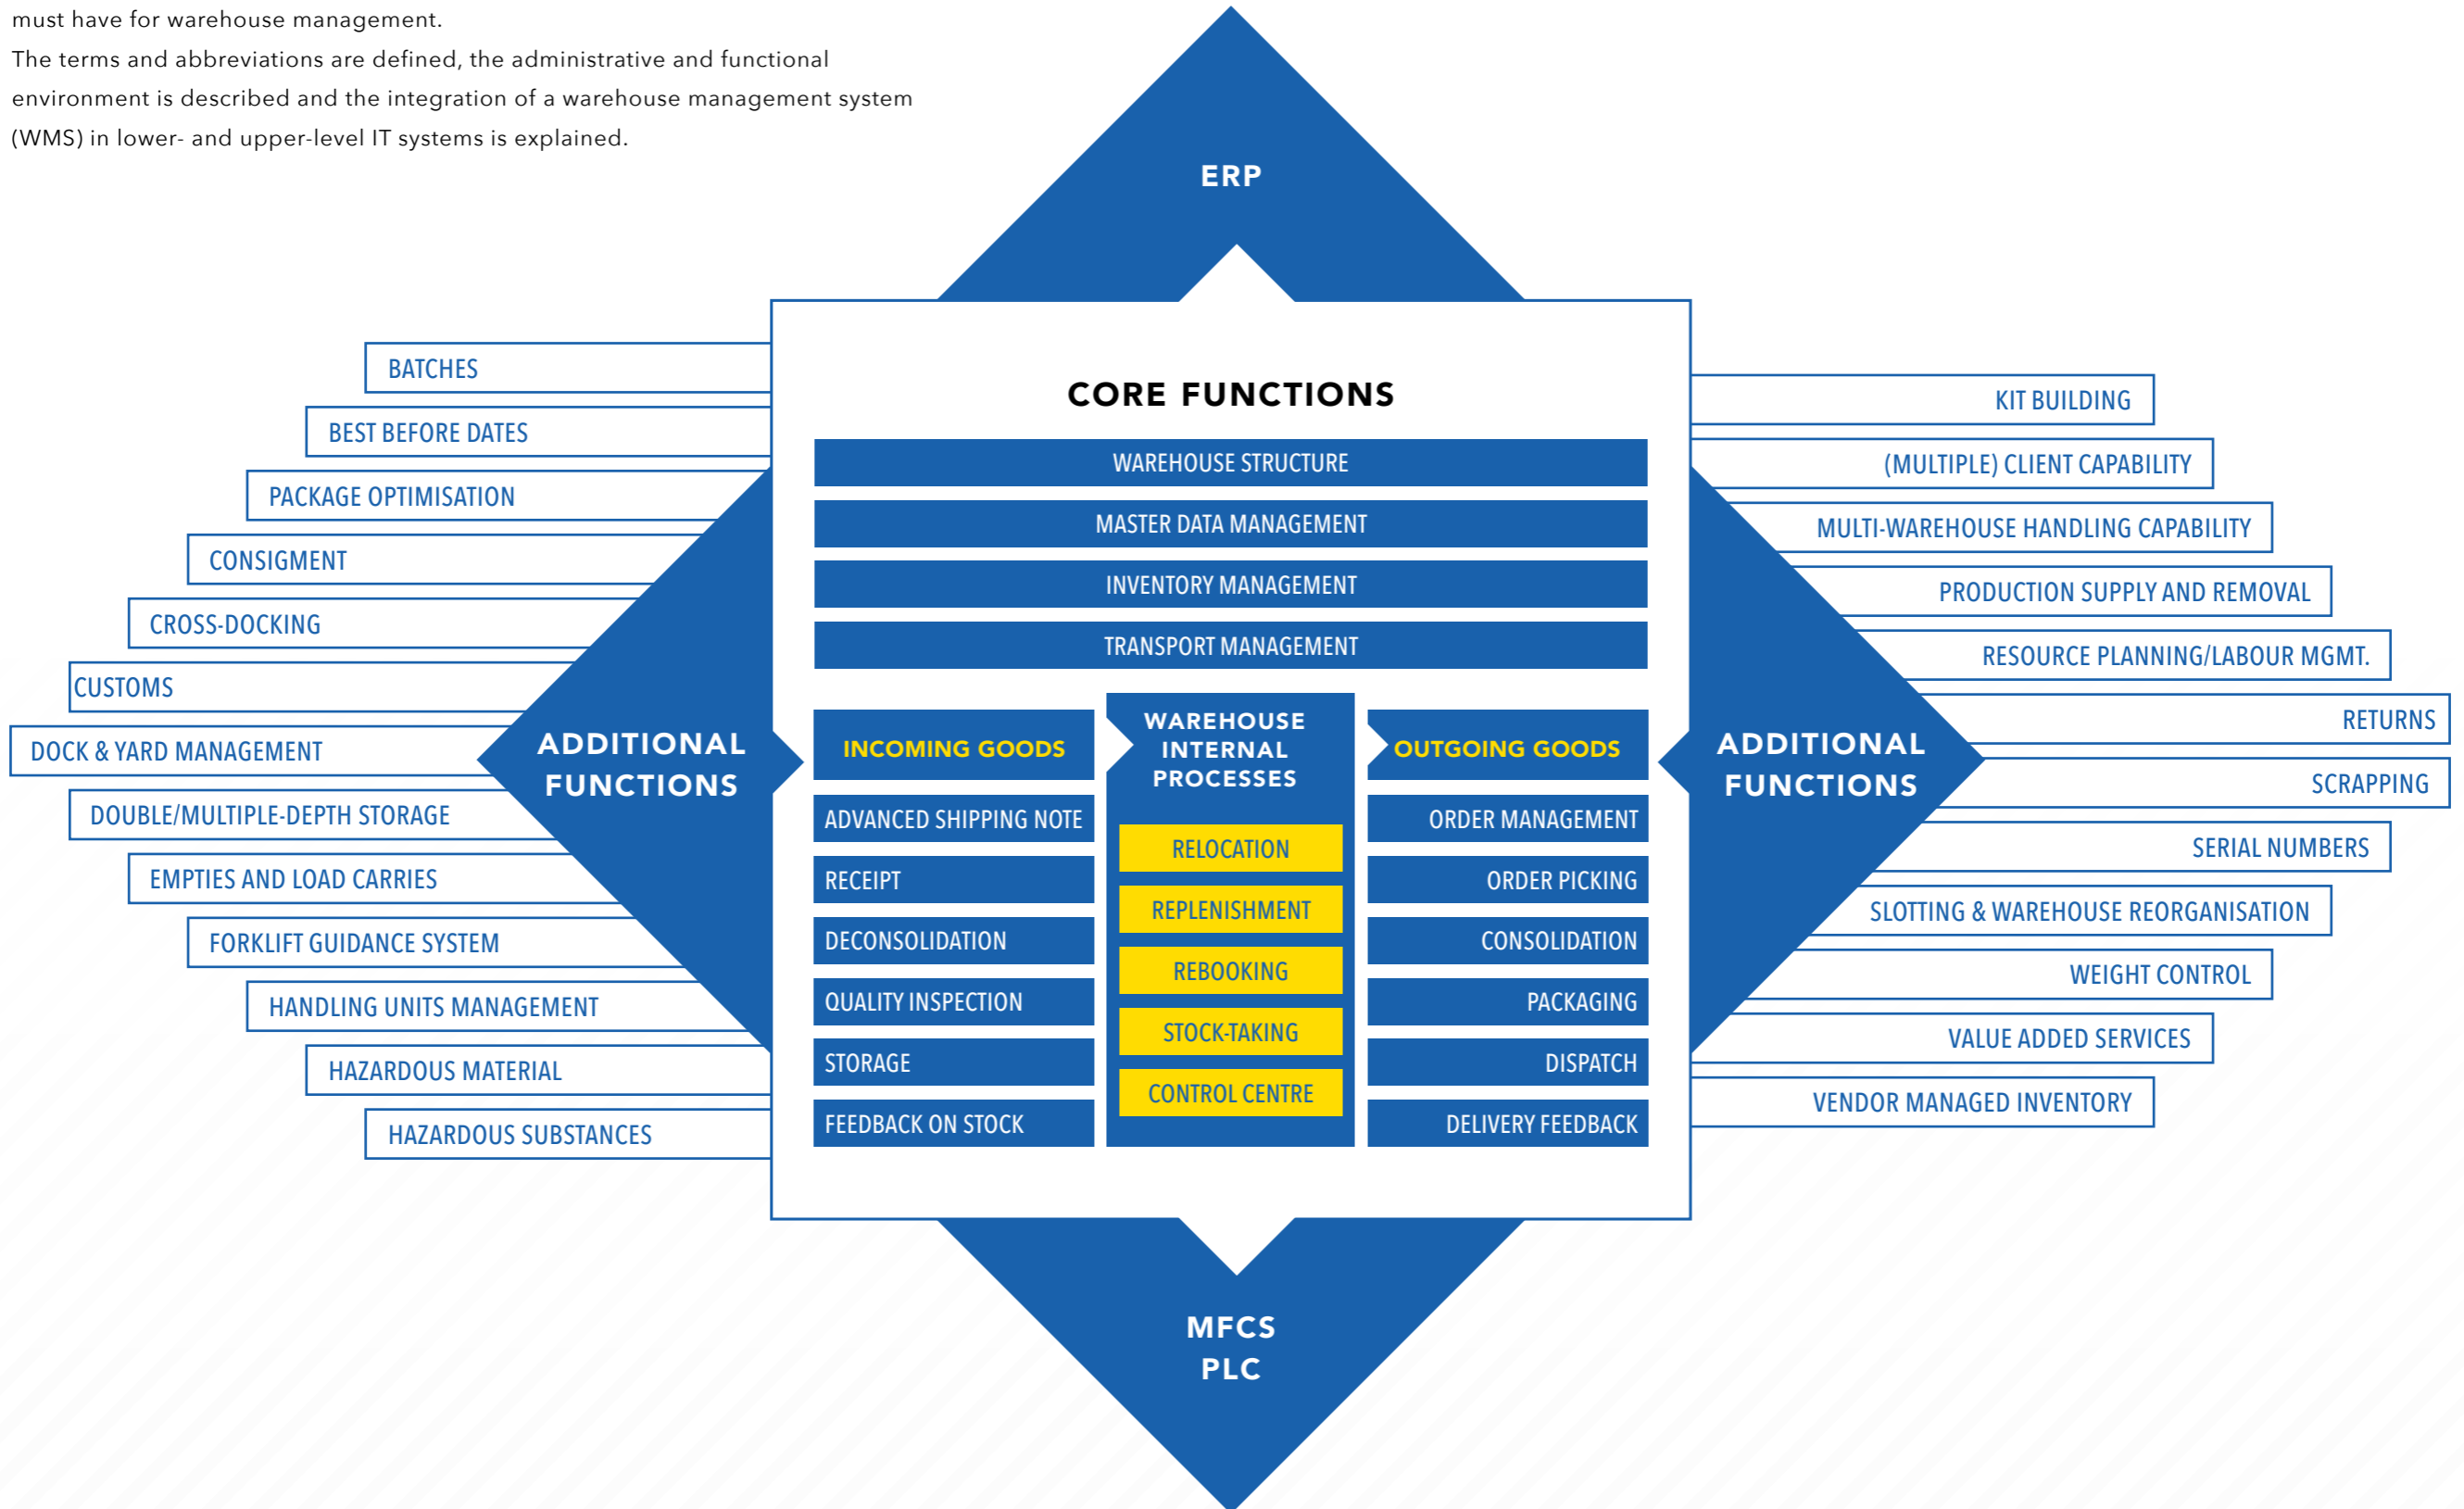 must have for warehouse management.
The terms and abbreviations are defined, the administrative and functional
environment is described and the integration of a warehouse management system
(WMS) in lower- and upper-level IT systems is explained.
ERP
BATCHES
BEST BEFORE DATES
PACKAGE OPTIMISATION
CONSIGMENT
CROSS-DOCKING
CUSTOMS
DOCK & YARD MANAGEMENT
DOUBLE/MULTIPLE-DEPTH STORAGE
EMPTIES AND LOAD CARRIES
FORKLIFT GUIDANCE SYSTEM
HANDLING UNITS MANAGEMENT
HAZARDOUS MATERIAL
HAZARDOUS SUBSTANCES
ADDITIONAL
FUNCTIONS
CORE FUNCTIONS
WAREHOUSE STRUCTURE
MASTER DATA MANAGEMENT
INVENTORY MANAGEMENT
TRANSPORT MANAGEMENT
INCOMING GOODS
ADVANCED SHIPPING NOTE
RECEIPT
DECONSOLIDATION
QUALITY INSPECTION
STORAGE
FEEDBACK ON STOCK
WAREHOUSE
INTERNAL
PROCESSES
RELOCATION
REPLENISHMENT
REBOOKING
STOCK-TAKING
CONTROL CENTRE
OUTGOING GOODS
ORDER MANAGEMENT
ORDER PICKING
CONSOLIDATION
PACKAGING
DISPATCH
DELIVERY FEEDBACK
ADDITIONAL
FUNCTIONS
KIT BUILDING
(MULTIPLE) CLIENT CAPABILITY
MULTI-WAREHOUSE HANDLING CAPABILITY
PRODUCTION SUPPLY AND REMOVAL
RESOURCE PLANNING/LABOUR MGMT.
RETURNS
SCRAPPING
SERIAL NUMBERS
SLOTTING & WAREHOUSE REORGANISATION
WEIGHT CONTROL
VALUE ADDED SERVICES
VENDOR MANAGED INVENTORY
MFCS
PLC